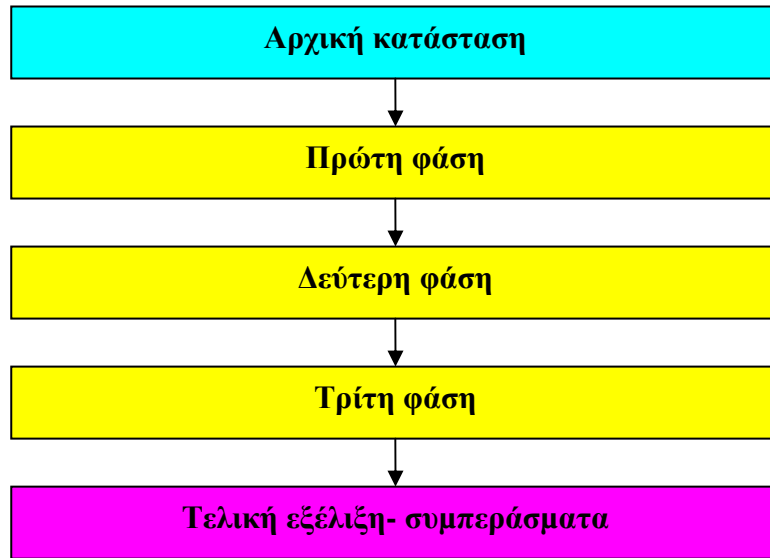 Αρχική κατάσταση
Πρώτη φάση
Δεύτερη φάση
Τρίτη φάση
Τελική εξέλιξη- συμπεράσματα